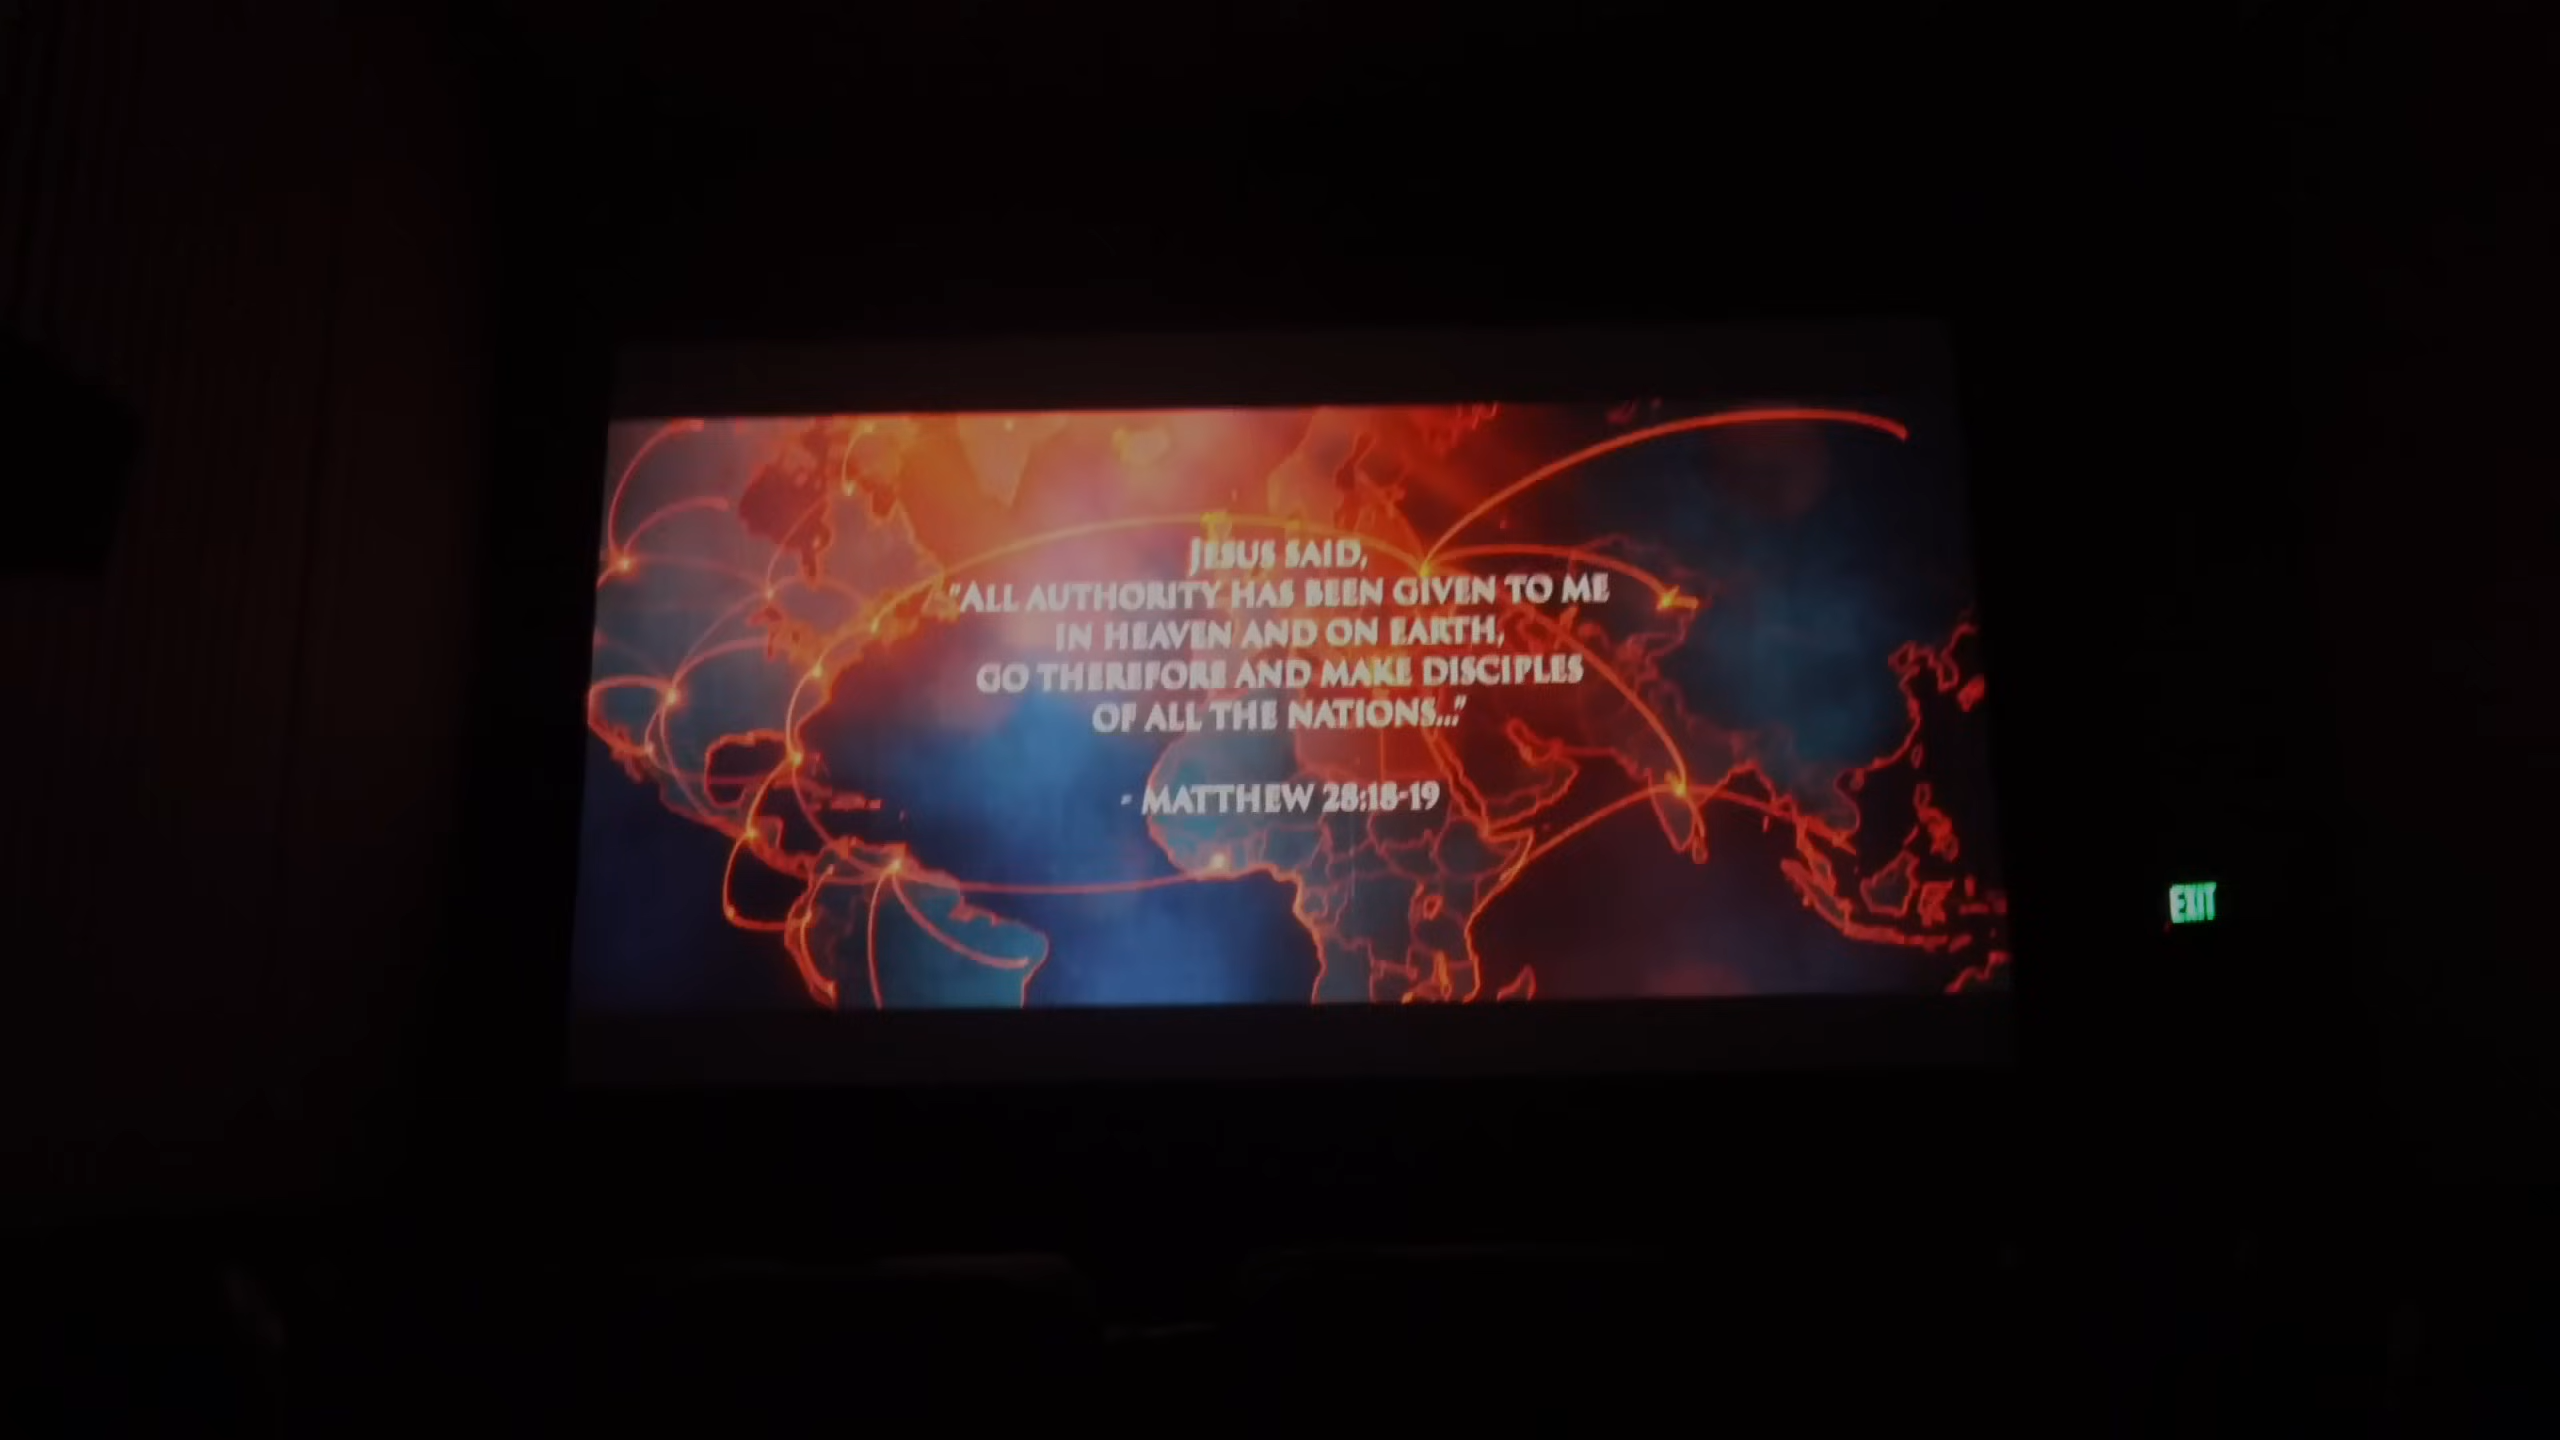 JESUS SAID,
"ALL AUTHORITY HAS BEEN GIVEN TO ME
IN HEAVEN AND ON EARTH,
GO THEREFORE AND MAKE DISCIPLES
OF ALL THE NATIONS..."
- MATTHEW 28:18-19
EXIT